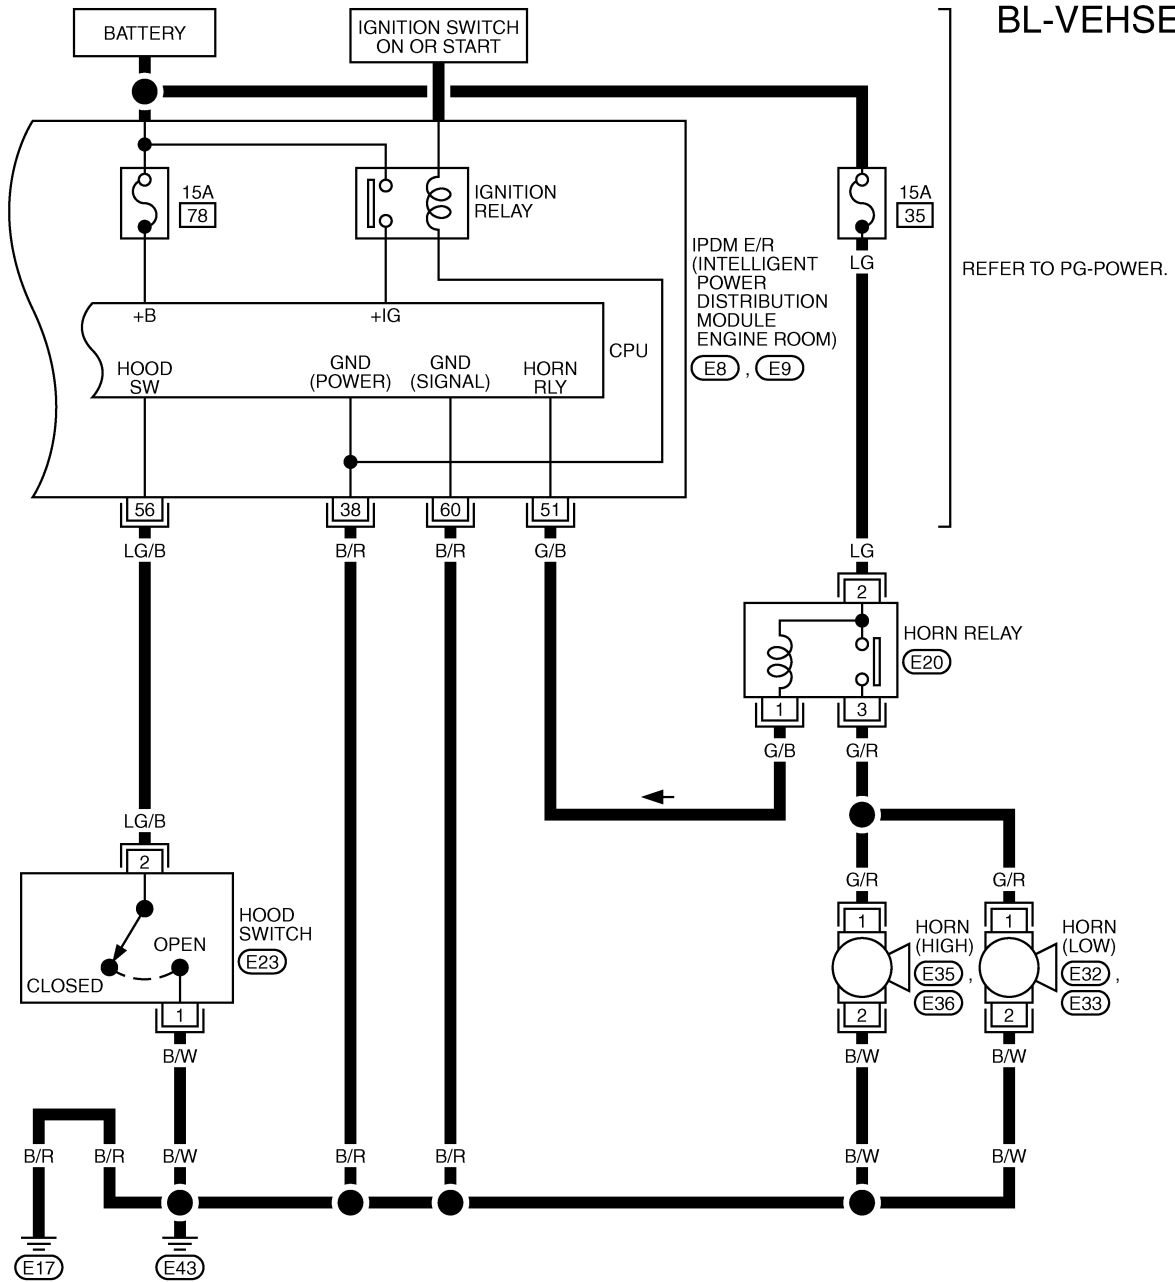 BL-VEHSE
BATTERY
IGNITION SWITCH
ON OR START
15A
78
IGNITION
RELAY
15A
35
LG
REFER TO PG-POWER.
IPDM E/R
(INTELLIGENT
POWER
DISTRIBUTION
MODULE
ENGINE ROOM)
E8 , E9
+B
+IG
CPU
HOOD
SW
GND
(POWER)
GND
(SIGNAL)
HORN
RLY
56
38
60
51
LG/B
B/R
B/R
G/B
LG
2
HORN RELAY
E20
1
3
G/B
G/R
LG/B
2
HOOD
SWITCH
E23
OPEN
CLOSED
1
G/R
G/R
1
1
HORN
(HIGH)
E35 ,
E36
HORN
(LOW)
E32 ,
E33
2
2
B/W
B/W
B/W
B/R
B/R
B/W
B/R
B/R
B/W
B/W
E17
E43